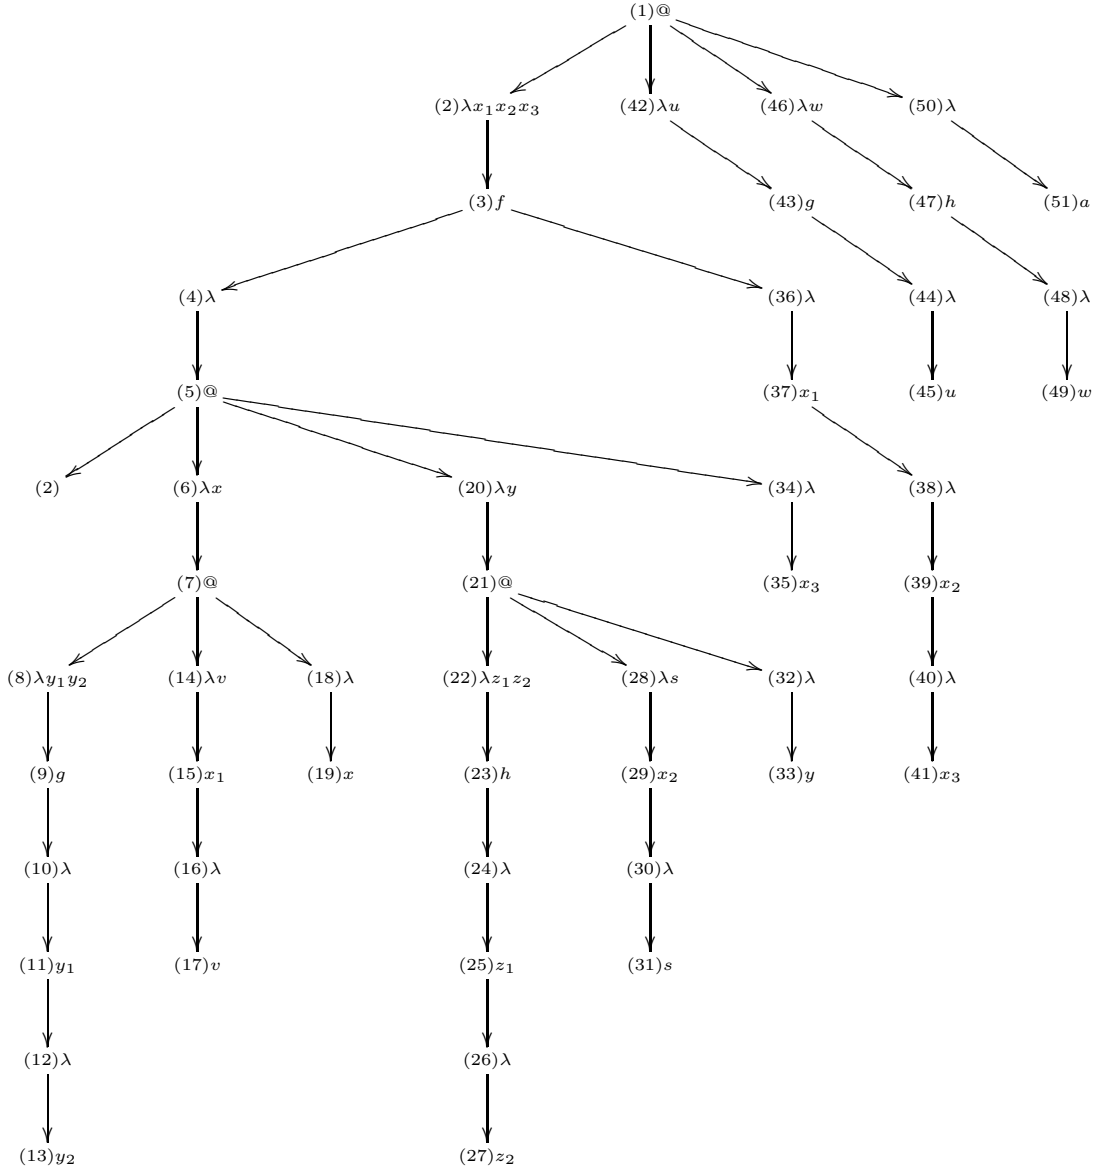 (1)@
(2)λx₁x₂x₃ (42)λu (46)λw (50)λ
(3)f (43)g (47)h (51)a
(4)λ (36)λ (44)λ (48)λ
(5)@ (37)x₁ (45)u (49)w
(2) (6)λx (20)λy (34)λ (38)λ
(7)@ (21)@ (35)x₃ (39)x₂
(8)λy₁y₂ (14)λv (18)λ (22)λz₁z₂ (28)λs (32)λ (40)λ
(9)g (15)x₁ (19)x (23)h (29)x₂ (33)y (41)x₃
(10)λ (16)λ (24)λ (30)λ
(11)y₁ (17)v (25)z₁ (31)s
(12)λ (26)λ
(13)y₂ (27)z₂